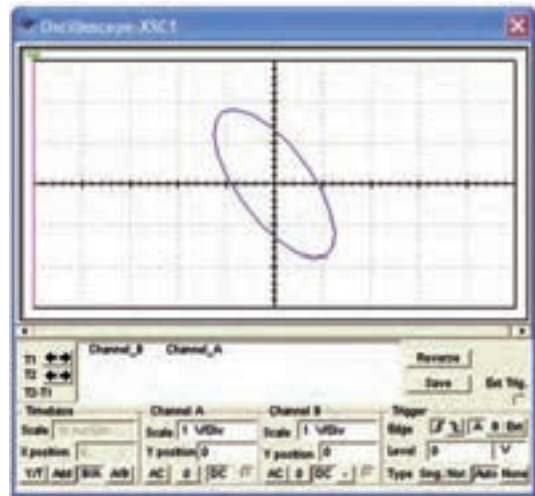 Oscilloscope-XSC1
T1
T2
T2-T1
Channel_B Channel_A
Reverse
Save
Ext Trig.
Timebase
Scale
X position
Y/T Add B/A A/B
Channel A
Scale 1 V/Div
Y position 0
AC 0 DC
Channel B
Scale 1 V/Div
Y position 0
AC 0 DC -
Trigger
Edge A B Ext
Level 0 V
Type Sing. Nor. Auto None